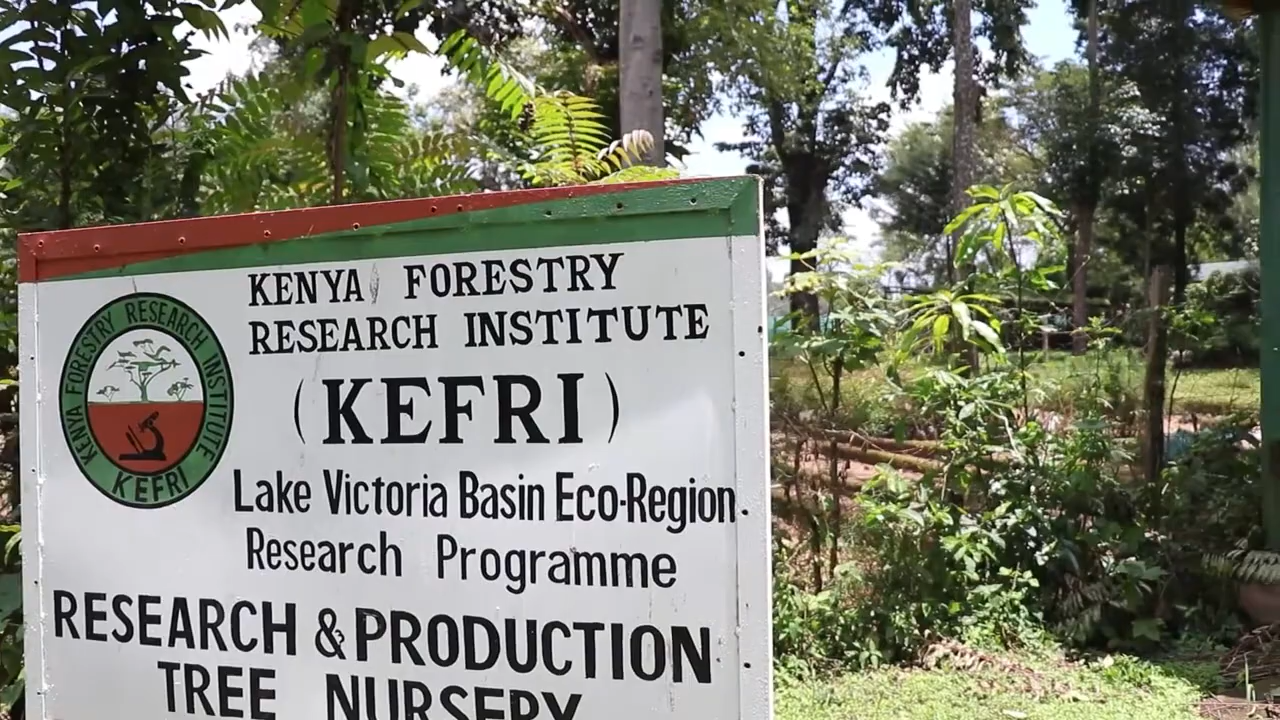 KENYA FORESTRY
RESEARCH INSTITUTE
(KEFRI)
KENYA FORESTRY RESEARCH INSTITUTE
KEFRI
Lake Victoria Basin Eco-Region
Research Programme
RESEARCH & PRODUCTION
TREE NURSERY